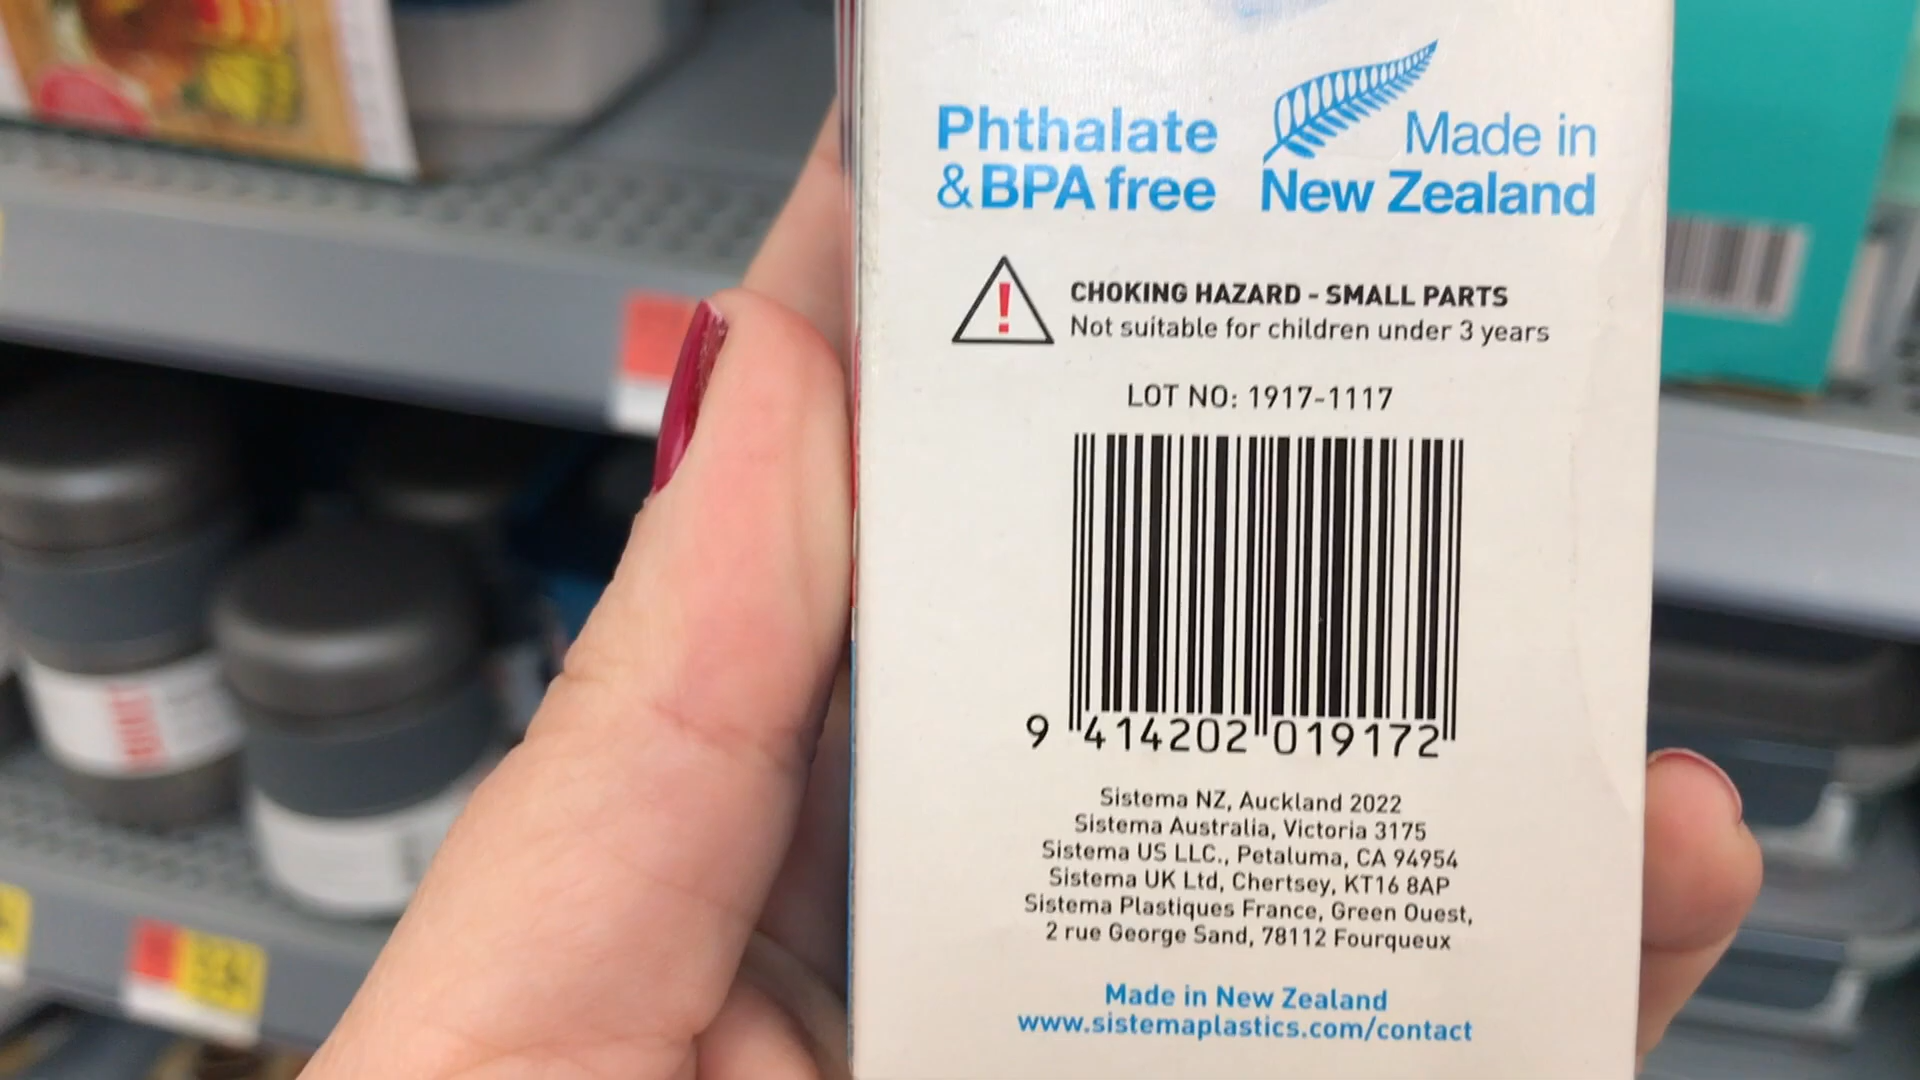 Phthalate
& BPA free
Made in
New Zealand
CHOKING HAZARD - SMALL PARTS
Not suitable for children under 3 years
LOT NO: 1917-1117
9 414202 019172
Sistema NZ, Auckland 2022
Sistema Australia, Victoria 3175
Sistema US LLC., Petaluma, CA 94954
Sistema UK Ltd, Chertsey, KT16 8AP
Sistema Plastiques France, Green Ouest,
2 rue George Sand, 78112 Fourqueux
Made in New Zealand
www.sistemaplastics.com/contact